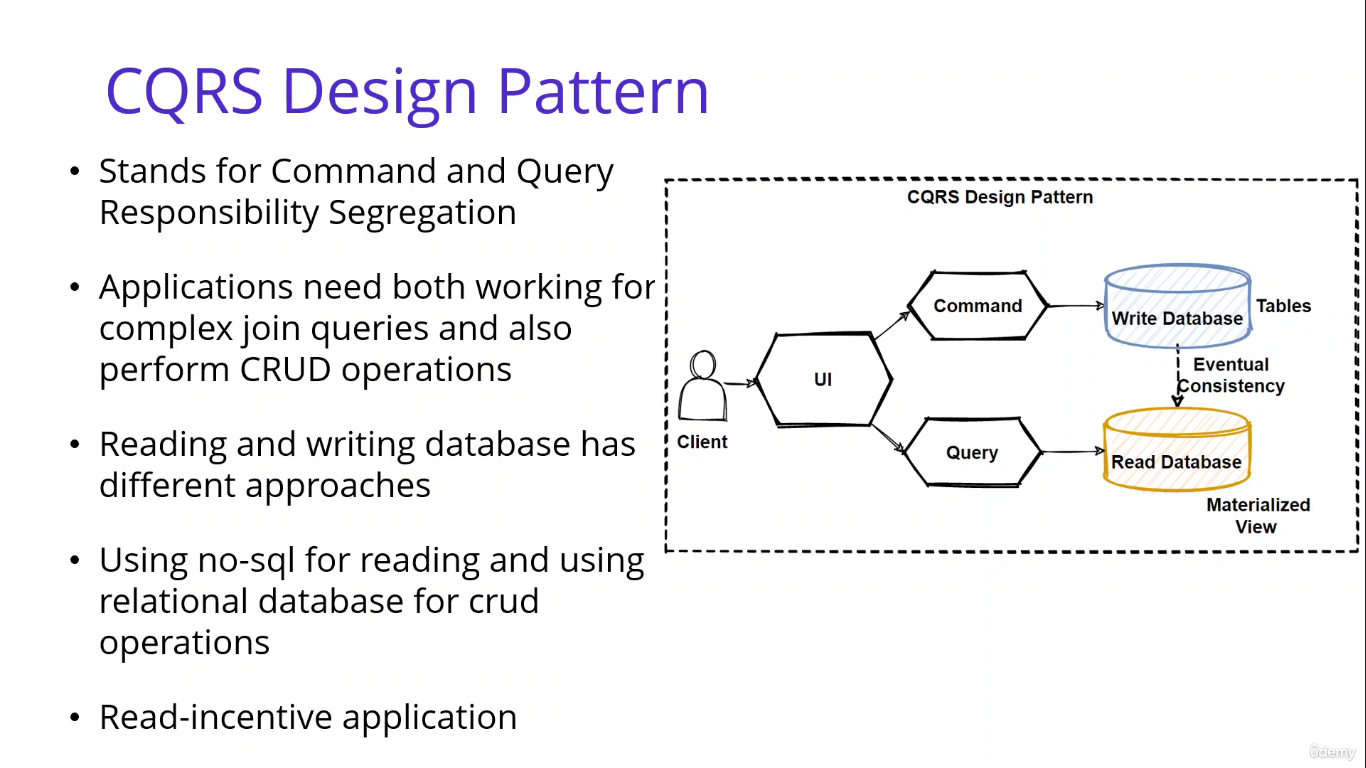 CQRS Design Pattern
• Stands for Command and Query
Responsibility Segregation
• Applications need both working for
complex join queries and also
perform CRUD operations
• Reading and writing database has
different approaches
• Using no-sql for reading and using
relational database for crud
operations
• Read-incentive application
CQRS Design Pattern
Client
UI
Command
Query
Write Database
Tables
Eventual
Consistency
Read Database
Materialized
View
ûdemy